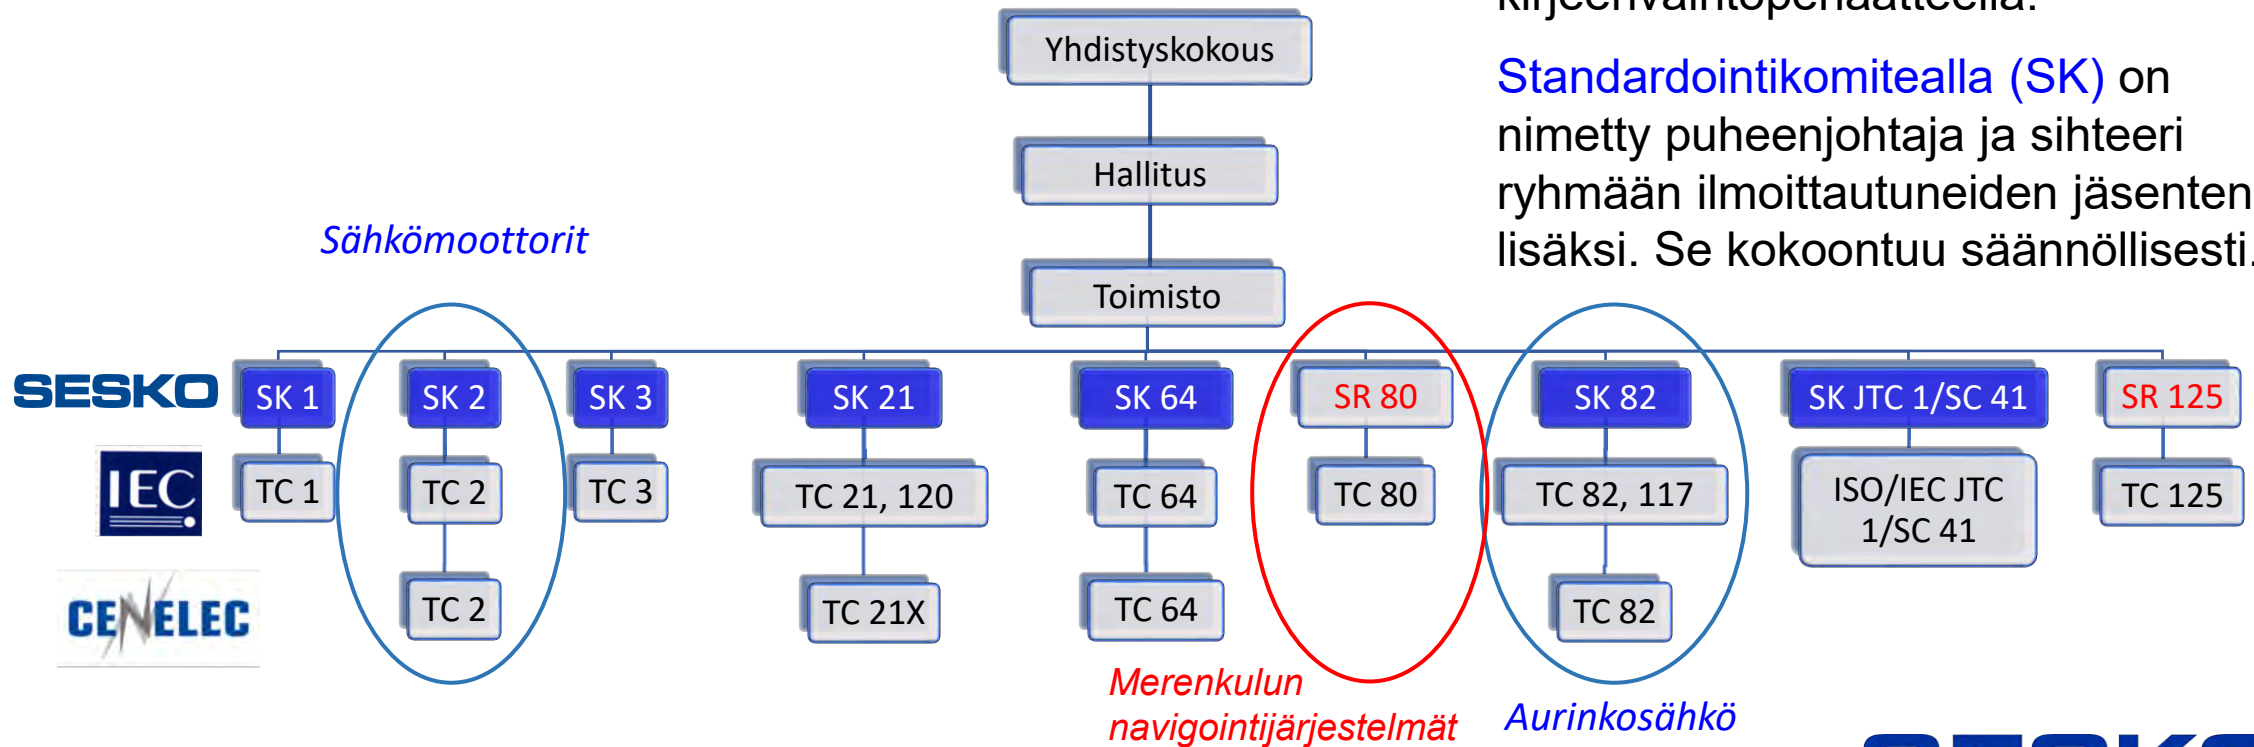 Yhdistyskokous
Hallitus
Toimisto
Standardointikomitealla (SK) on
nimetty puheenjohtaja ja sihteeri
ryhmään ilmoittautuneiden jäsenten
lisäksi. Se kokoontuu säännöllisesti.
Sähkömoottorit
SESKO
SK 1
SK 2
SK 3
SK 21
SK 64
SR 80
SK 82
SK JTC 1/SC 41
SR 125
IEC
TC 1
TC 2
TC 3
TC 21, 120
TC 64
TC 80
TC 82, 117
ISO/IEC JTC
1/SC 41
TC 125
CENELEC
TC 2
TC 21X
TC 64
TC 82
Merenkulun
navigointijärjestelmät
Aurinkosähkö